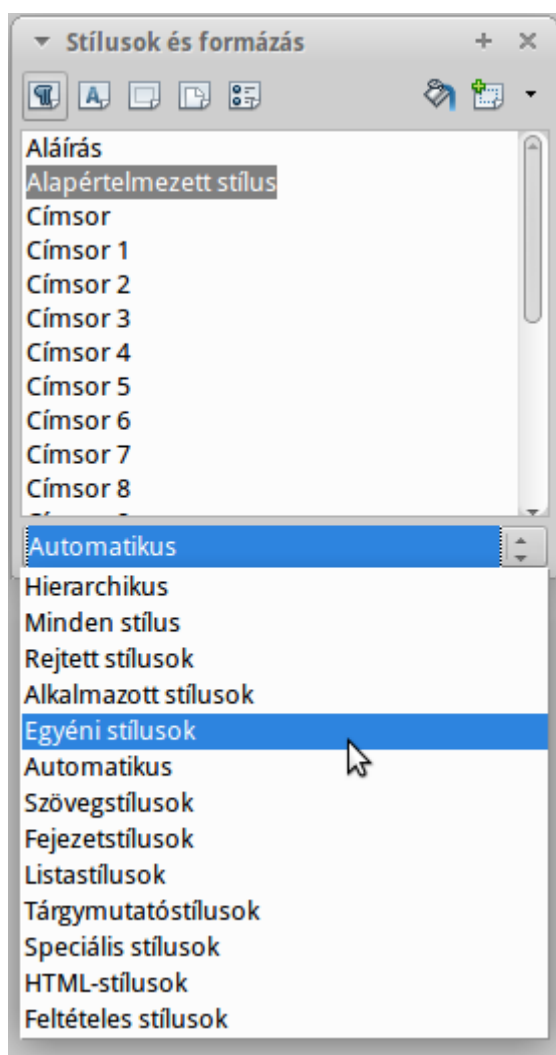 Stílusok és formázás
Aláírás
Alapértelmezett stílus
Címsor
Címsor 1
Címsor 2
Címsor 3
Címsor 4
Címsor 5
Címsor 6
Címsor 7
Címsor 8
Automatikus
Hierarchikus
Minden stílus
Rejtett stílusok
Alkalmazott stílusok
Egyéni stílusok
Automatikus
Szövegstílusok
Fejezetstílusok
Listastílusok
Tárgymutatóstílusok
Speciális stílusok
HTML-stílusok
Feltételes stílusok